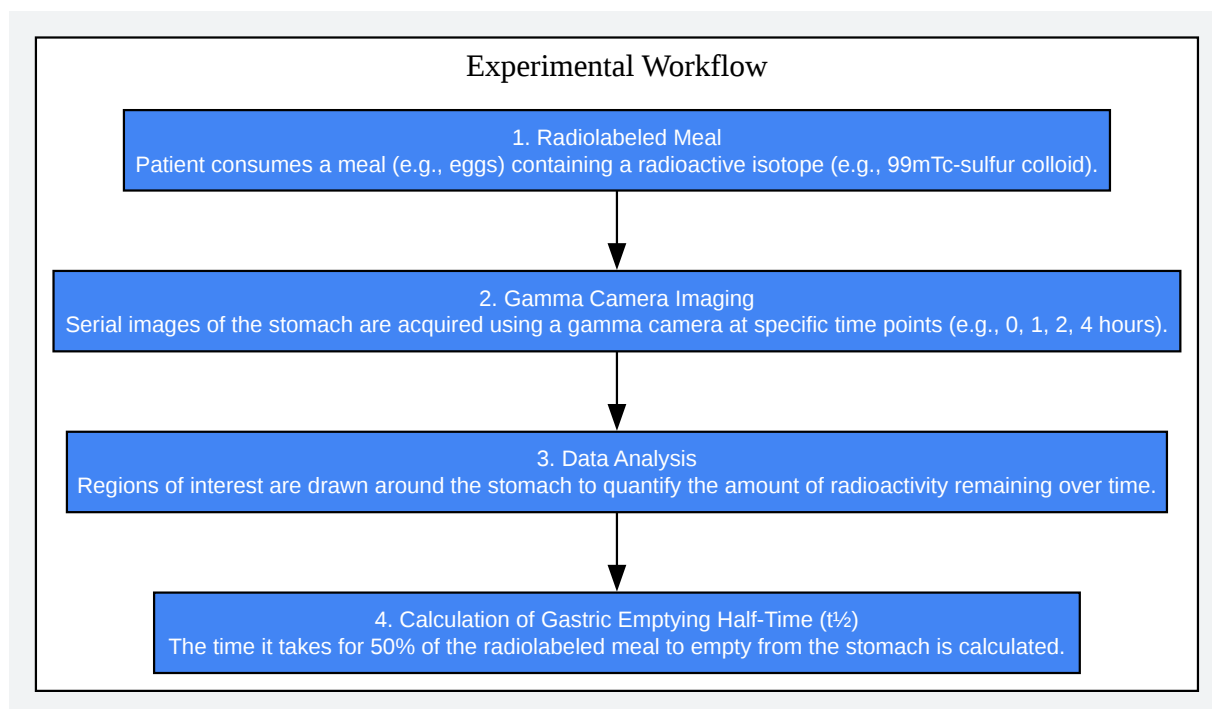 Experimental Workflow
1. Radiolabeled Meal
Patient consumes a meal (e.g., eggs) containing a radioactive isotope (e.g., 99mTc-sulfur colloid).
2. Gamma Camera Imaging
Serial images of the stomach are acquired using a gamma camera at specific time points (e.g., 0, 1, 2, 4 hours).
3. Data Analysis
Regions of interest are drawn around the stomach to quantify the amount of radioactivity remaining over time.
4. Calculation of Gastric Emptying Half-Time (t½)
The time it takes for 50% of the radiolabeled meal to empty from the stomach is calculated.